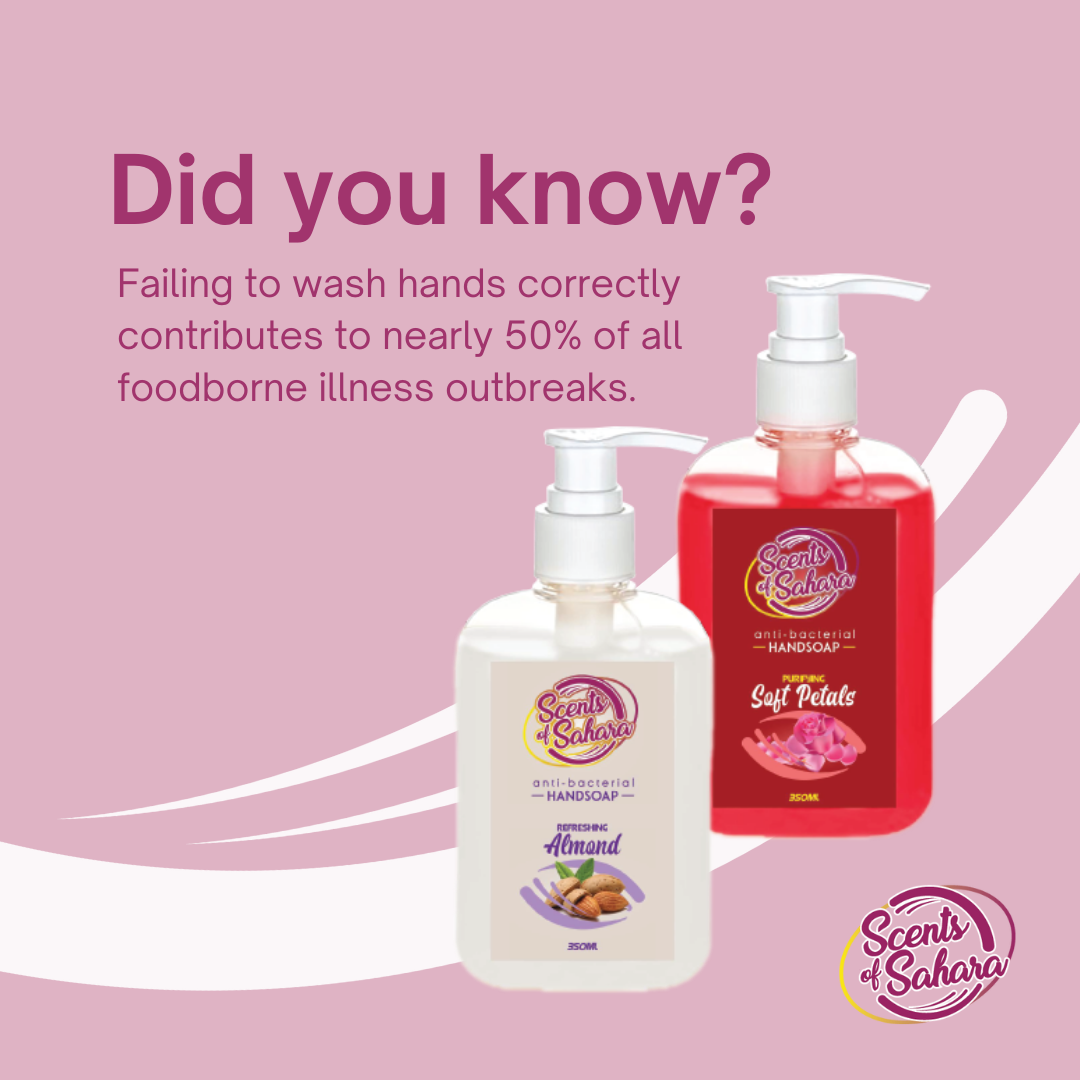 Did you know?
Failing to wash hands correctly
contributes to nearly 50% of all
foodborne illness outbreaks.
Scents
of Sahara
anti-bacterial
HANDSOAP
PURIFYING
Soft Petals
350ML
Scents
of Sahara
anti-bacterial
HANDSOAP
REFRESHING
Almond
350ML
Scents
of Sahara